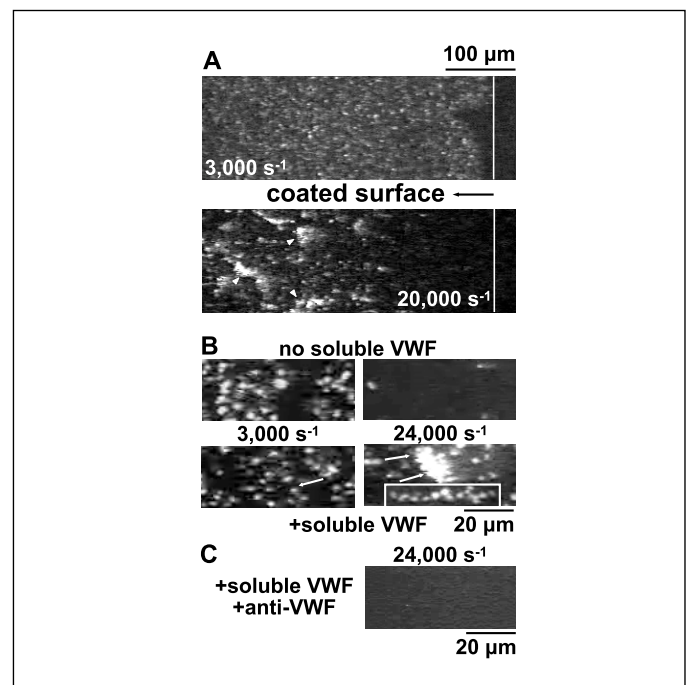 A
100 µm
3,000 s-1
coated surface
20,000 s-1
B
no soluble VWF
3,000 s-1
24,000 s-1
+soluble VWF
20 µm
C
24,000 s-1
+soluble VWF
+anti-VWF
20 µm